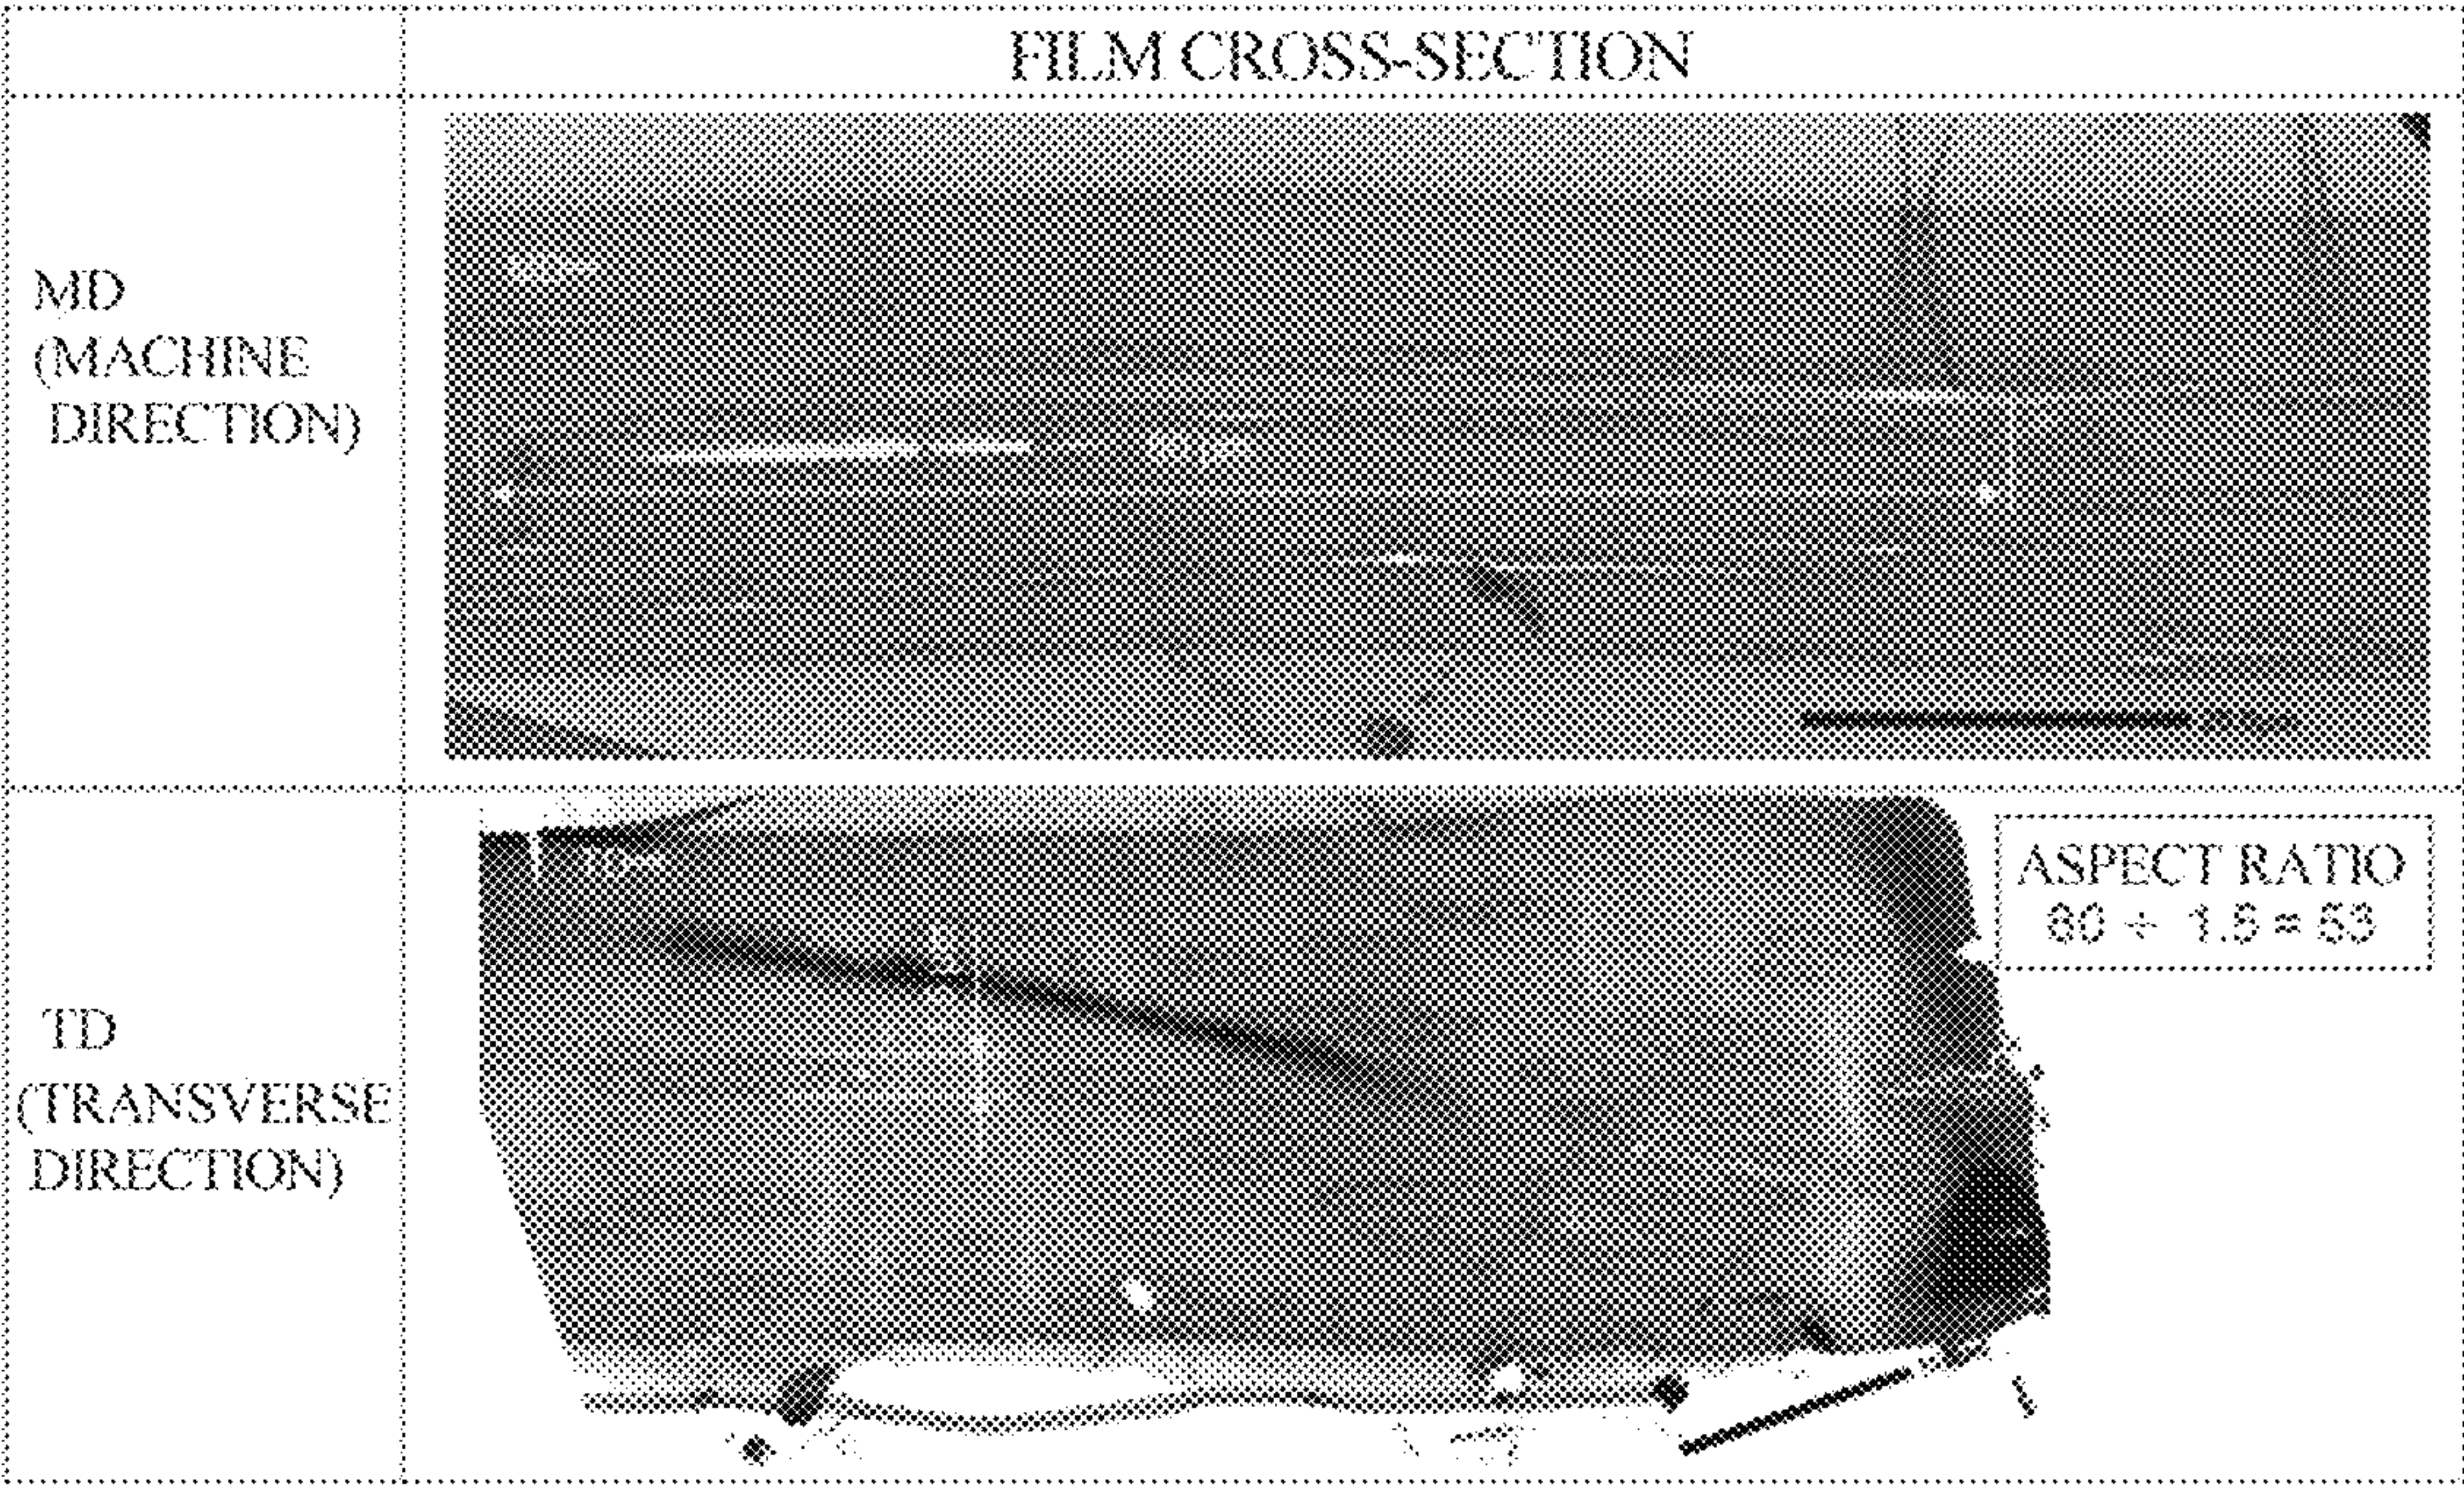 FILM CROSS-SECTION
MD
(MACHINE
DIRECTION)
TD
(TRANSVERSE
DIRECTION)
ASPECT RATIO
80 ÷ 1.5 = 53